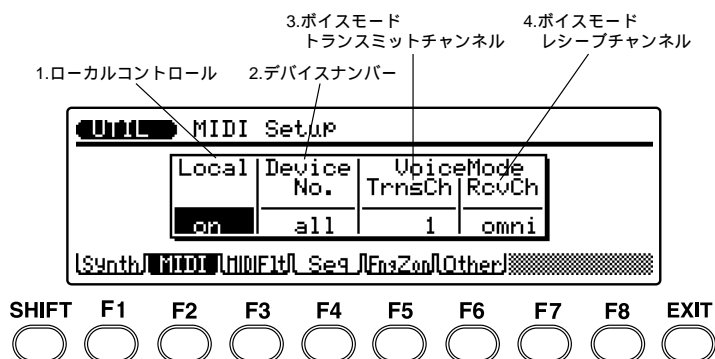 3.ボイスモード
トランスミットチャンネル
4.ボイスモード
レシーブチャンネル
1.ローカルコントロール
2.デバイスナンバー
UTIL MIDI Setup
Local Device No. VoiceMode TrnsCh RcvCh
on all 1 omni
Synth MIDI MIDIFlt Seq FngZon Other
SHIFT F1 F2 F3 F4 F5 F6 F7 F8 EXIT